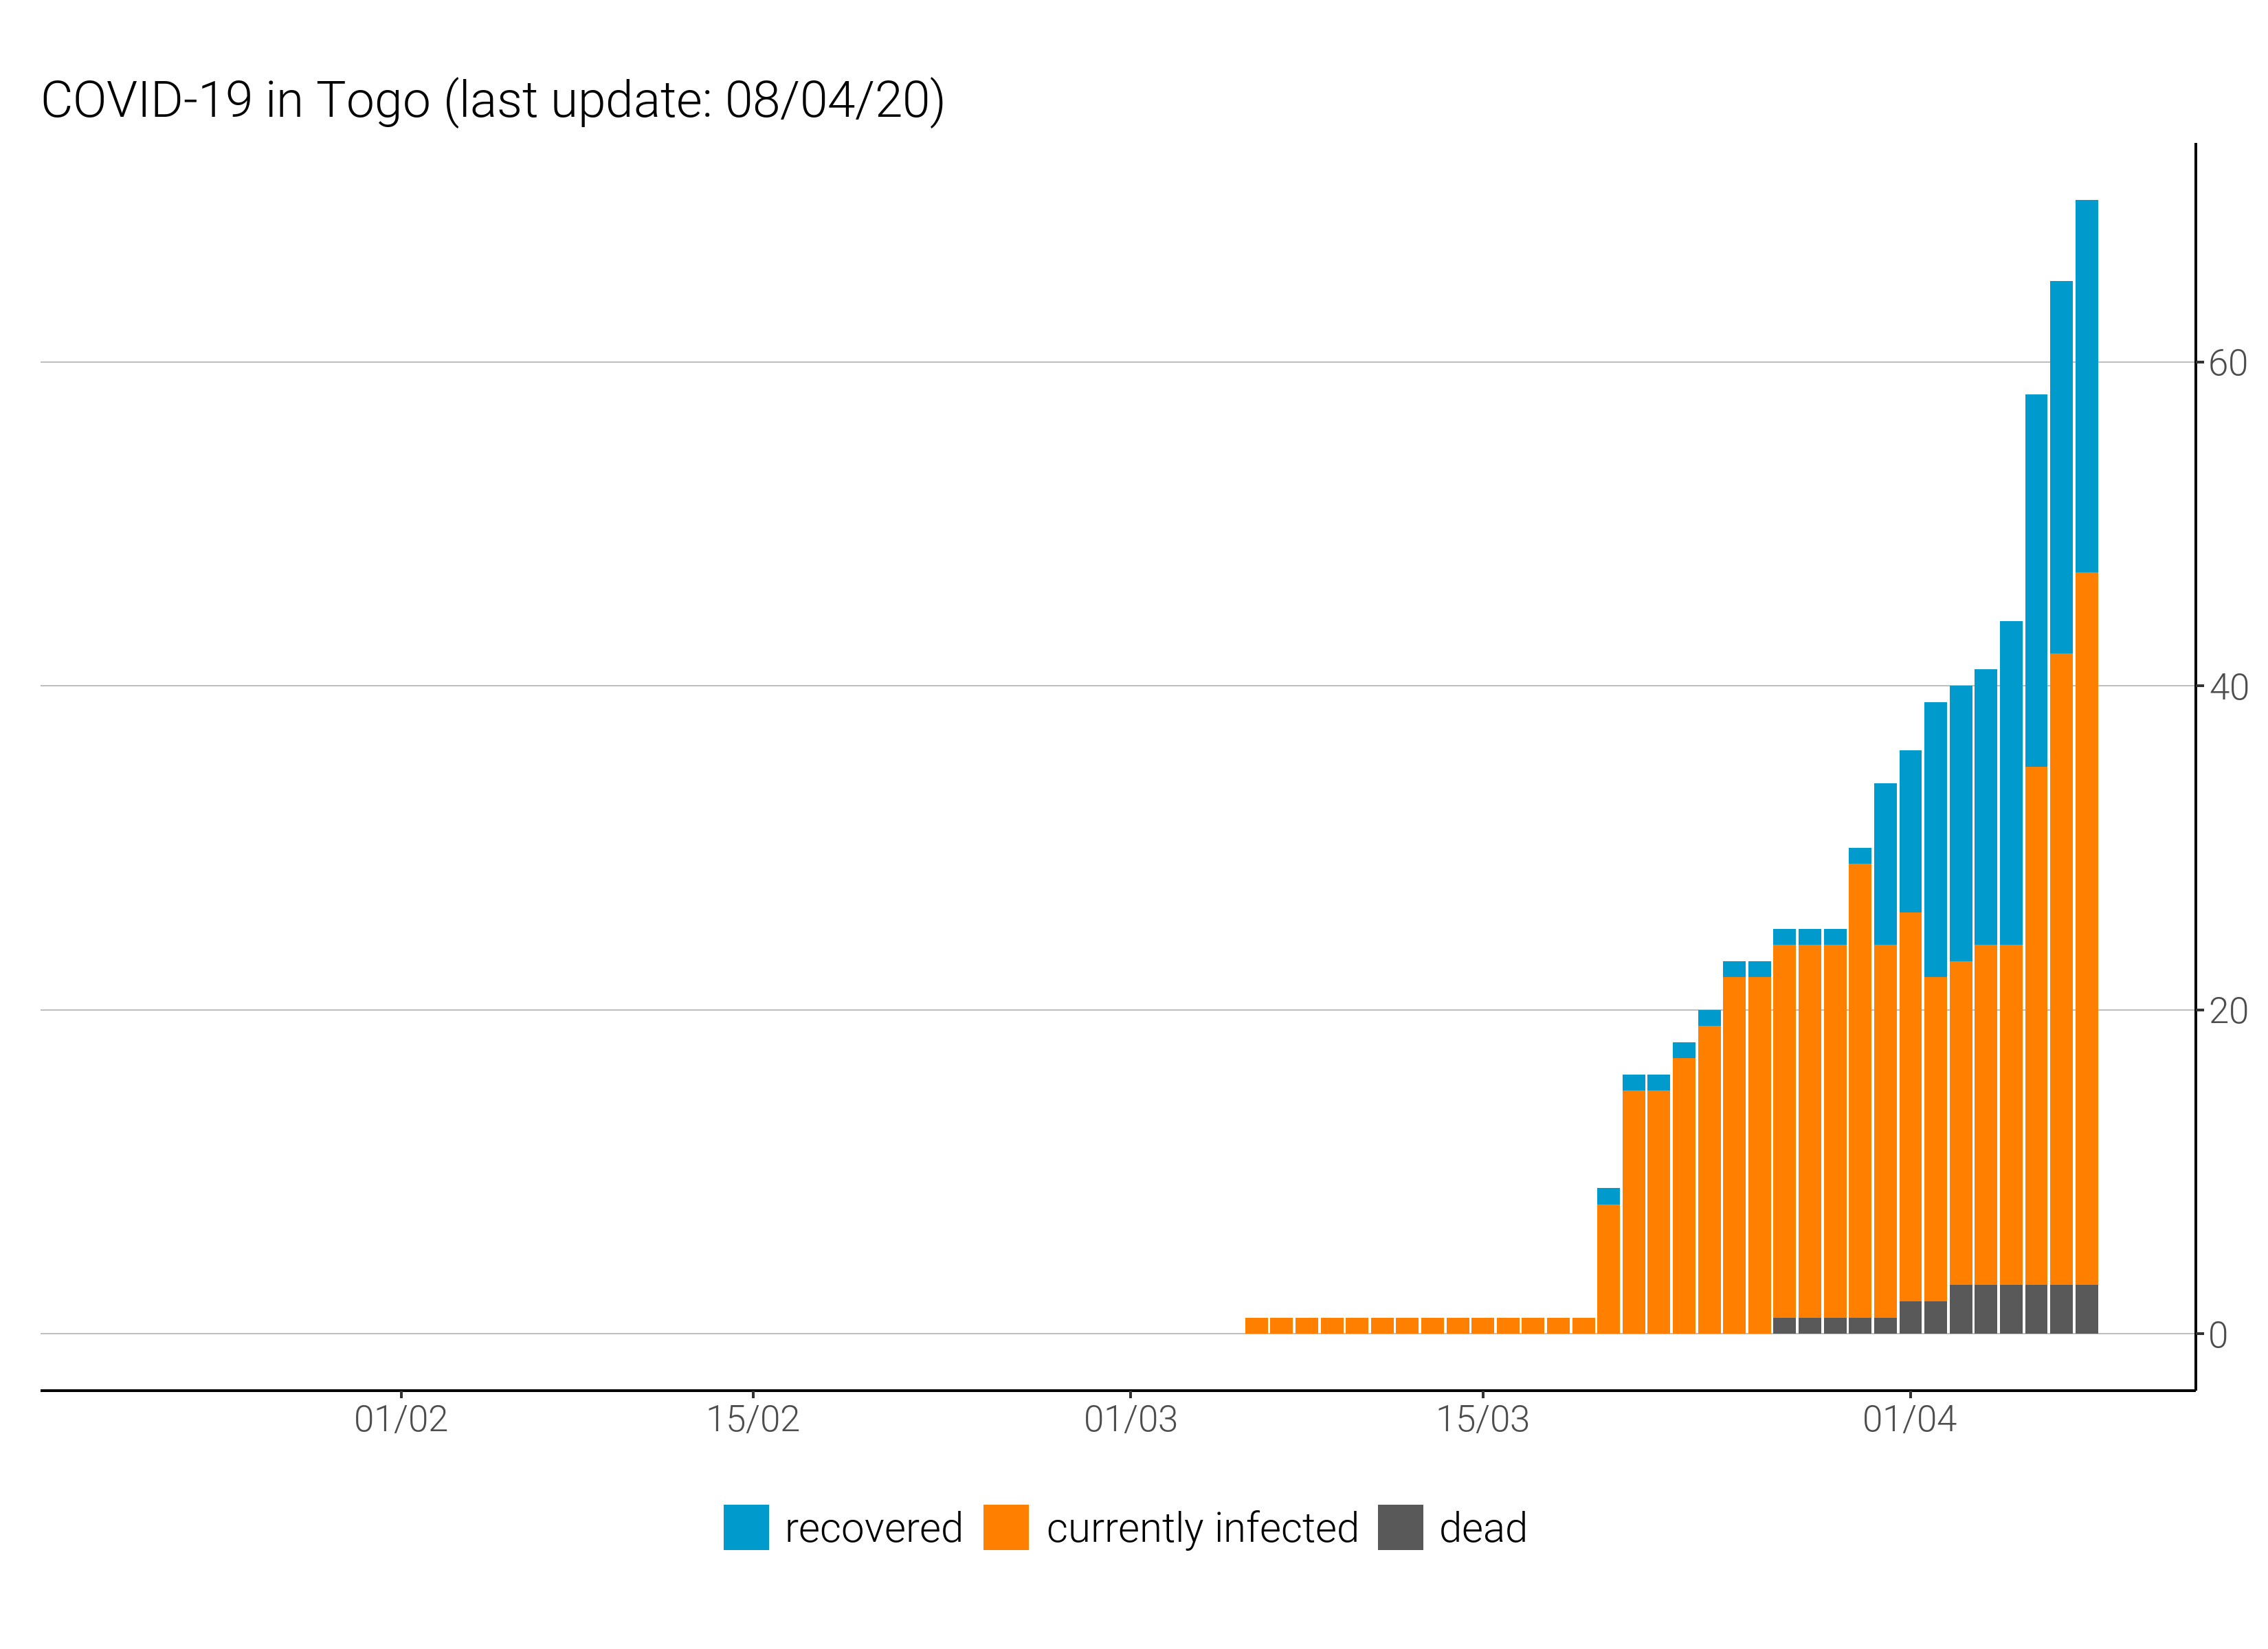 COVID-19 in Togo (last update: 08/04/20)
60
40
20
0
01/02 15/02 01/03 15/03 01/04
recovered currently infected dead